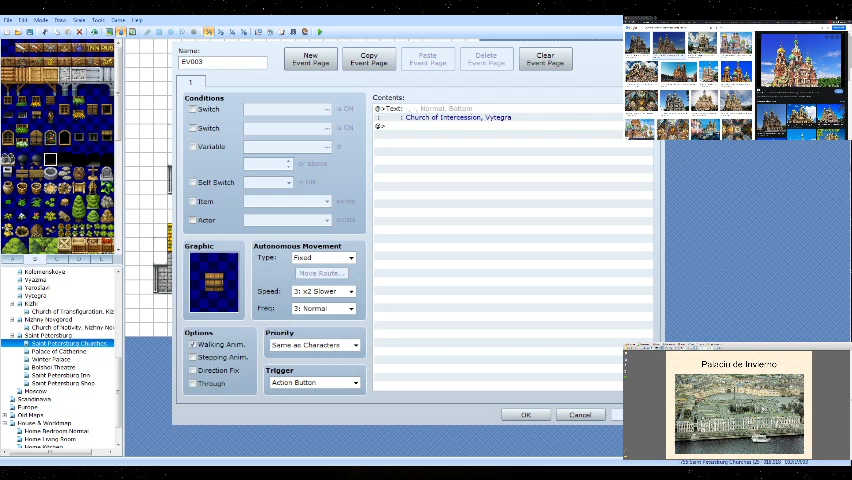 File Edit Mode Draw Scale Tools Game Help
Name:
EV003
New
Event Page
Copy
Event Page
Paste
Event Page
Delete
Event Page
Clear
Event Page
1
Conditions
Switch ... is ON
Switch ... is ON
Variable ... is
or above
Self Switch is ON
Item exists
Actor exists
Graphic
Autonomous Movement
Type: Fixed
Move Route...
Speed: 3: x2 Slower
Freq: 3: Normal
Options
Walking Anim.
Stepping Anim.
Direction Fix
Through
Priority
Same as Characters
Trigger
Action Button
Contents:
@>Text: -, -, Normal, Bottom
: : Church of Intercession, Vytegra
@>
OK
Cancel
A B C D E
Kolomenskoye
Vyazma
Yaroslavl
Vytegra
Kizhi
Church of Transfiguration, Kizhi
Nizhny Novgorod
Church of Nativity, Nizhny Nov
Saint Petersburg
Saint Petersburg Churches
Palace of Catherine
Winter Palace
Bolshoi Theatre
Saint Petersburg Inn
Saint Petersburg Shop
Moscow
Scandinavia
Europe
Old Maps
House & Worldmap
Home Bedroom Normal
Home Living Room
Home Kitchen
Palaciu de Invierno